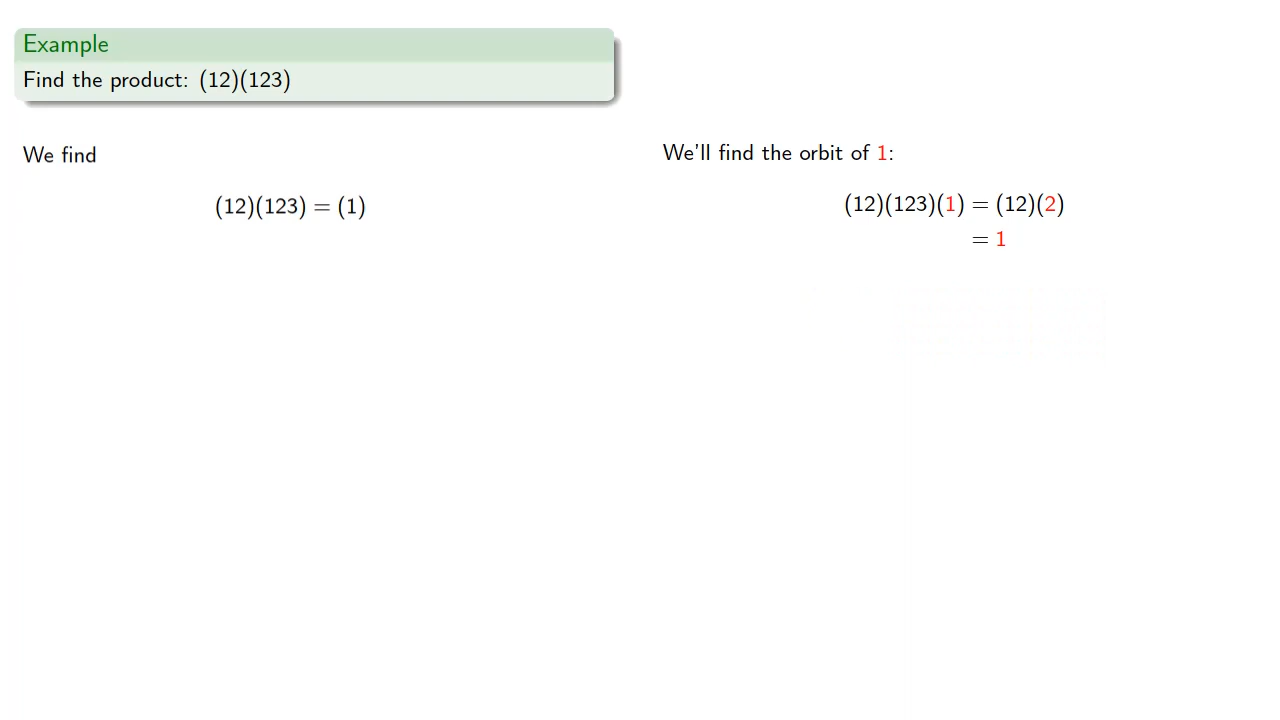 Example
Find the product: (12)(123)
We find
(12)(123) = (1)
We'll find the orbit of 1:
(12)(123)(1) = (12)(2)
= 1